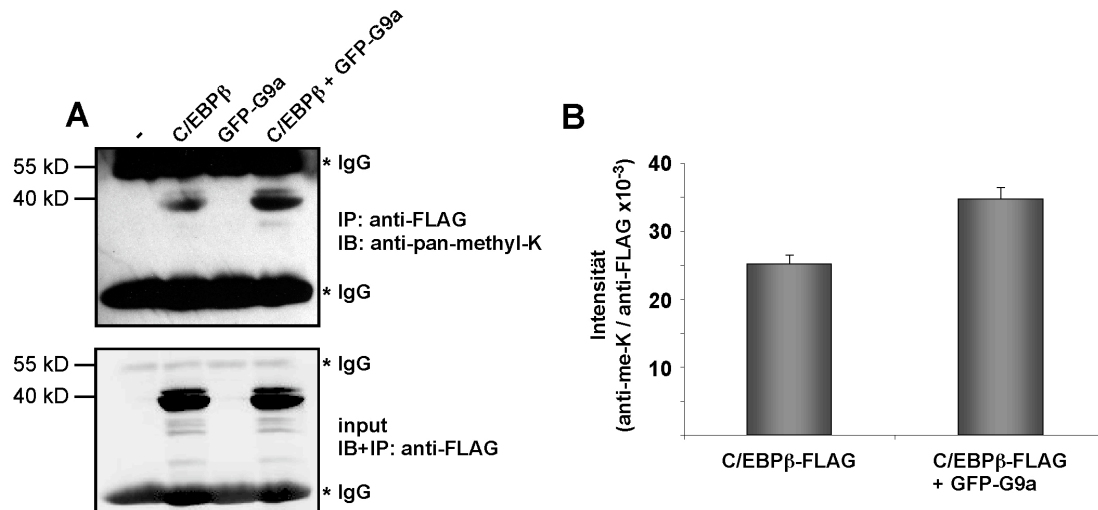 A
-
C/EBPβ
GFP-G9a
C/EBPβ + GFP-G9a
55 kD
40 kD
* IgG
IP: anti-FLAG
IB: anti-pan-methyl-K
* IgG
55 kD
40 kD
* IgG
input
IB+IP: anti-FLAG
* IgG
B
Intensität
(anti-me-K / anti-FLAG x10-3)
40
30
20
10
C/EBPβ-FLAG
C/EBPβ-FLAG
+ GFP-G9a